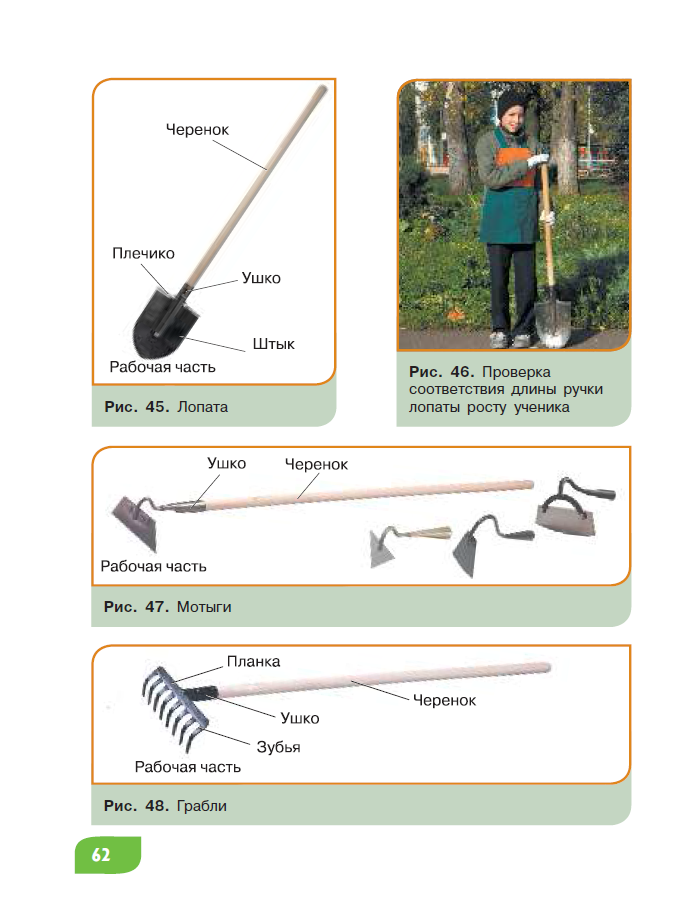 Черенок
Плечико
Ушко
Штык
Рабочая часть
Рис. 45. Лопата
Рис. 46. Проверка
соответствия длины ручки
лопаты росту ученика
Ушко
Черенок
Рабочая часть
Рис. 47. Мотыги
Планка
Черенок
Ушко
Зубья
Рабочая часть
Рис. 48. Грабли
62